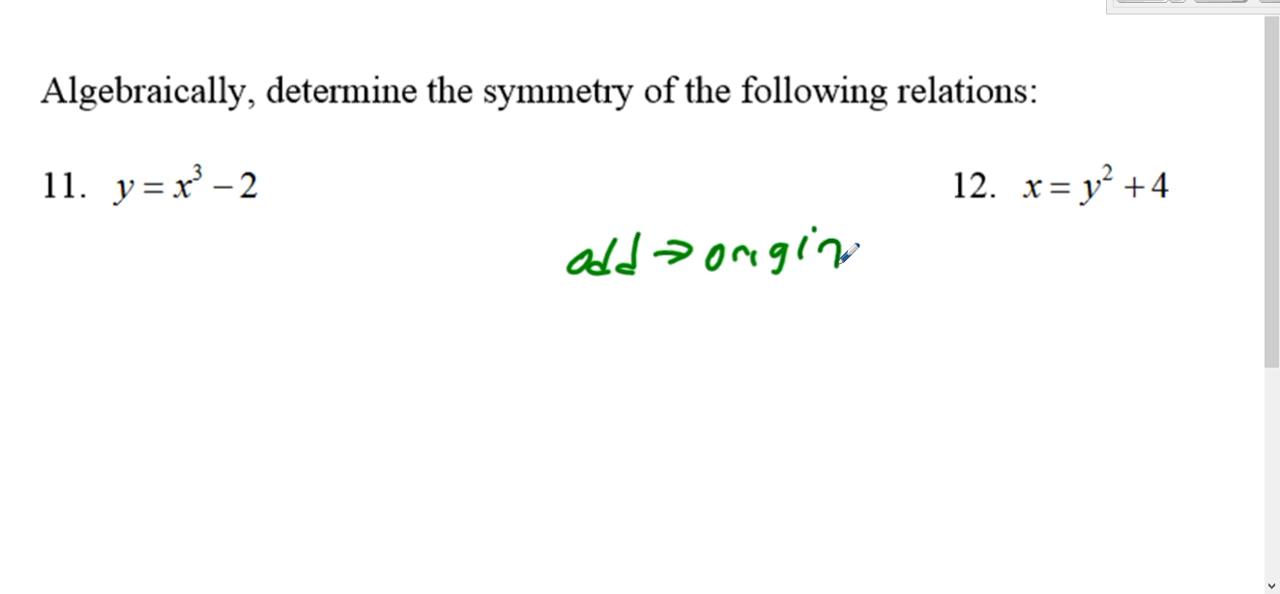 Algebraically, determine the symmetry of the following relations:
11. y = x³ − 2
12. x = y² + 4
odd ⇒ origin